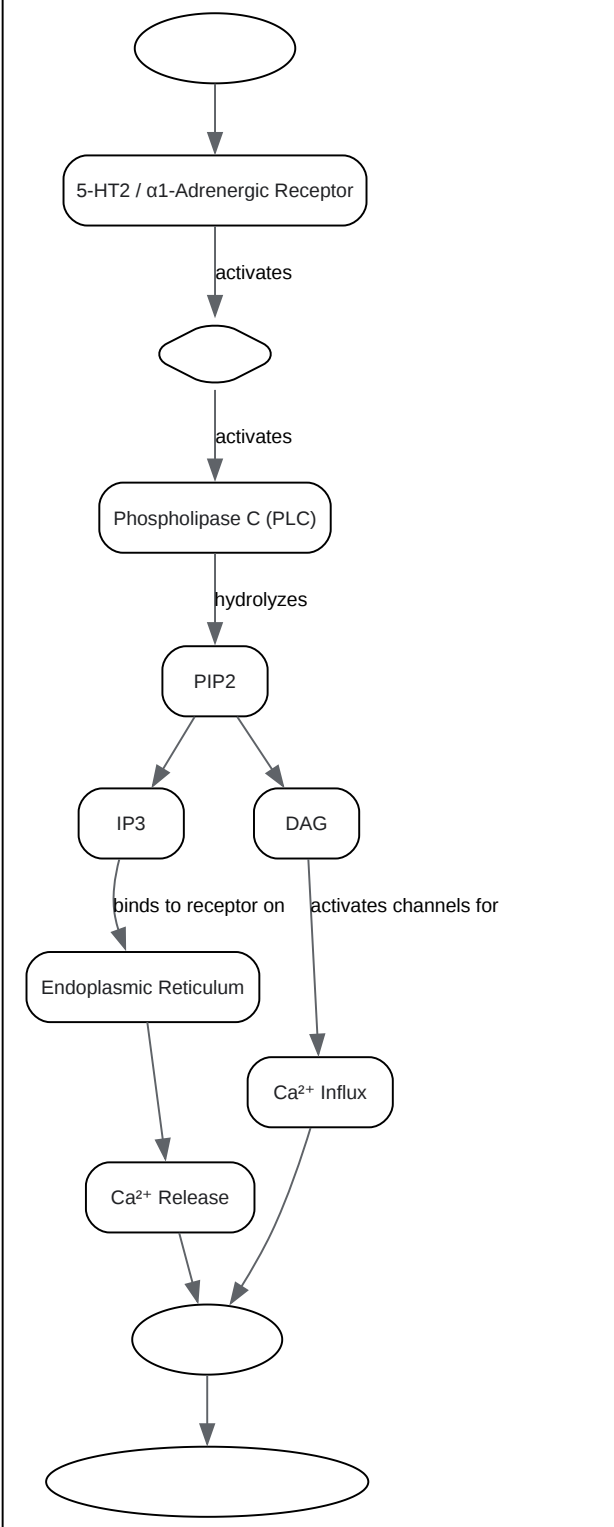 5-HT2 / α1-Adrenergic Receptor
activates
activates
Phospholipase C (PLC)
hydrolyzes
PIP2
IP3
DAG
binds to receptor on
activates channels for
Endoplasmic Reticulum
Ca²⁺ Influx
Ca²⁺ Release